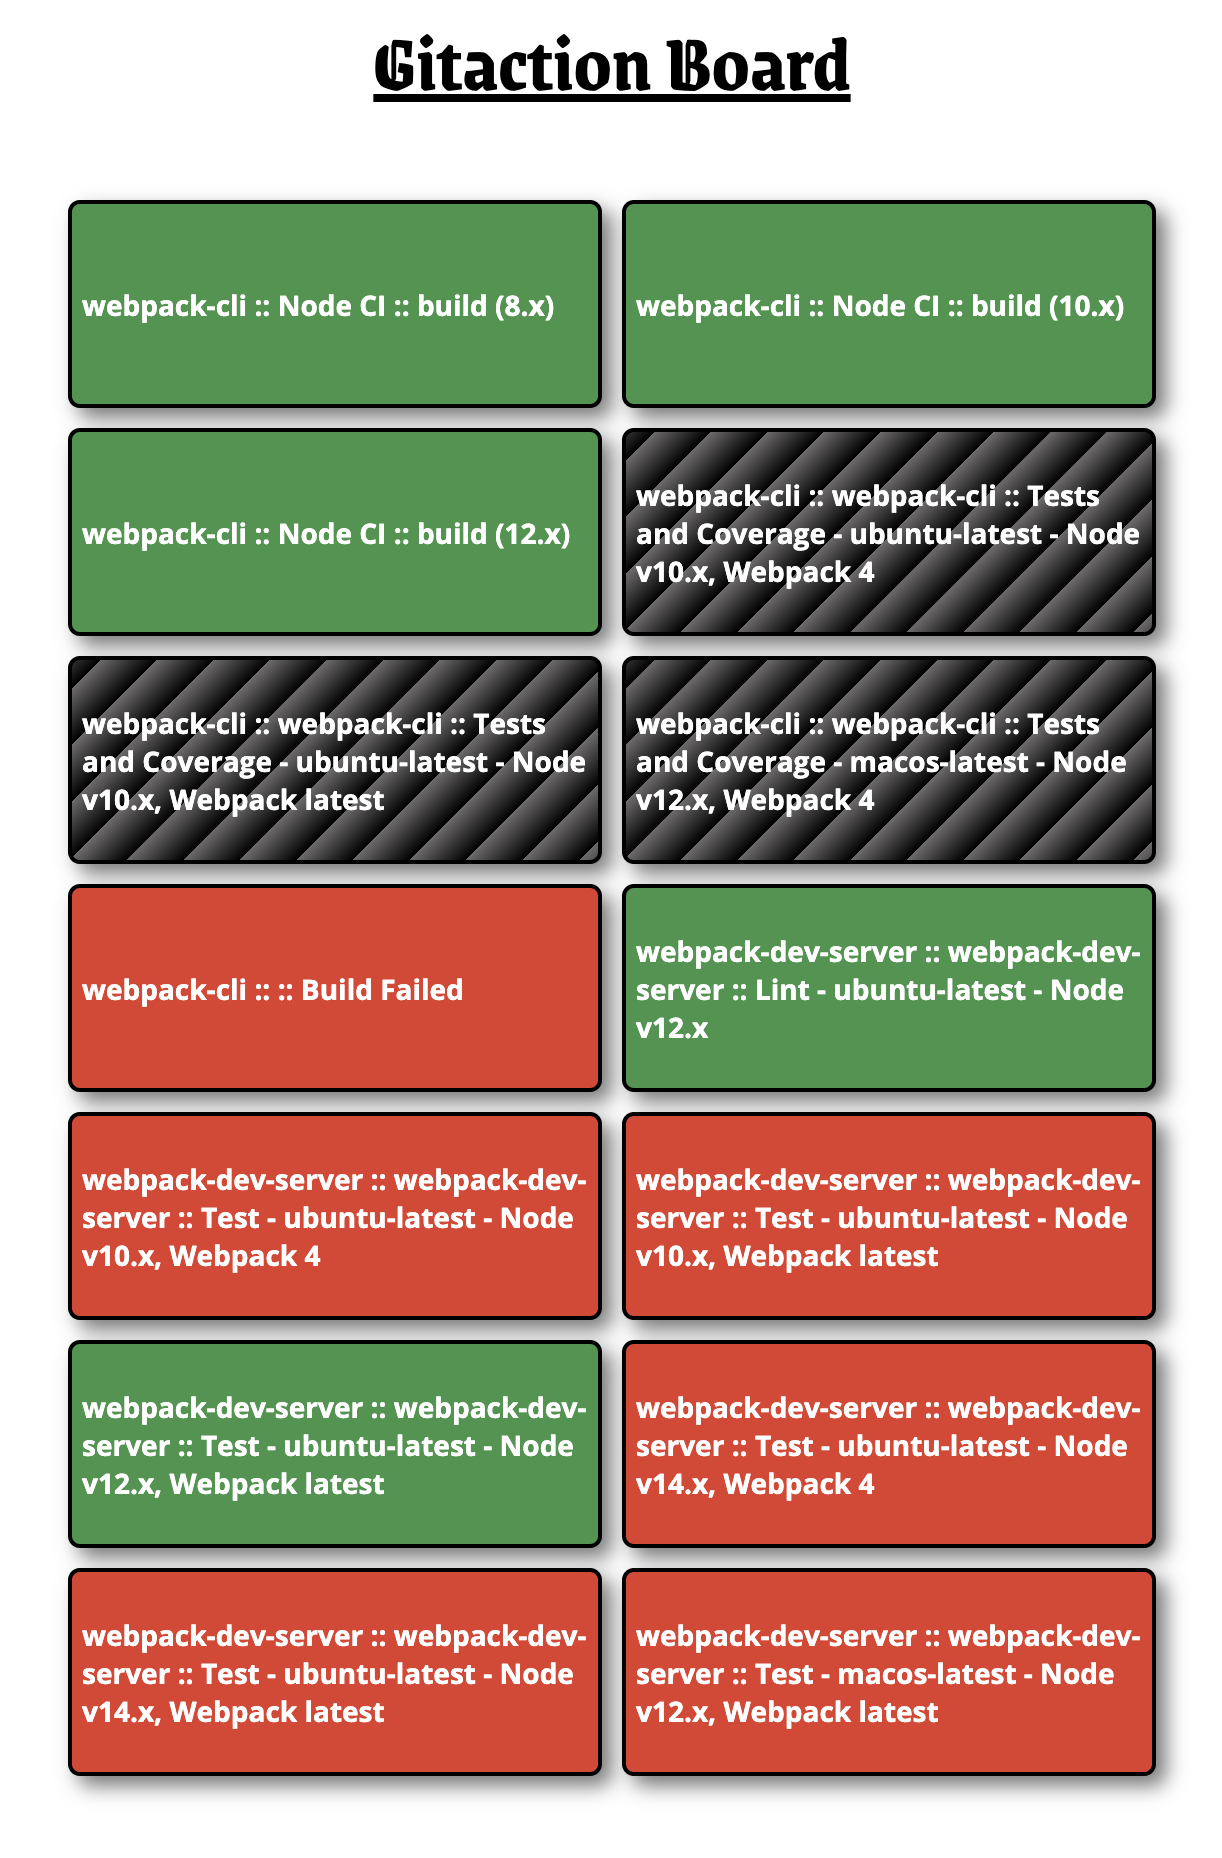 Gitaction Board
webpack-cli :: Node CI :: build (8.x)
webpack-cli :: Node CI :: build (10.x)
webpack-cli :: Node CI :: build (12.x)
webpack-cli :: webpack-cli :: Tests
and Coverage - ubuntu-latest - Node
v10.x, Webpack 4
webpack-cli :: webpack-cli :: Tests
and Coverage - ubuntu-latest - Node
v10.x, Webpack latest
webpack-cli :: webpack-cli :: Tests
and Coverage - macos-latest - Node
v12.x, Webpack 4
webpack-cli :: :: Build Failed
webpack-dev-server :: webpack-dev-
server :: Lint - ubuntu-latest - Node
v12.x
webpack-dev-server :: webpack-dev-
server :: Test - ubuntu-latest - Node
v10.x, Webpack 4
webpack-dev-server :: webpack-dev-
server :: Test - ubuntu-latest - Node
v10.x, Webpack latest
webpack-dev-server :: webpack-dev-
server :: Test - ubuntu-latest - Node
v12.x, Webpack latest
webpack-dev-server :: webpack-dev-
server :: Test - ubuntu-latest - Node
v14.x, Webpack 4
webpack-dev-server :: webpack-dev-
server :: Test - ubuntu-latest - Node
v14.x, Webpack latest
webpack-dev-server :: webpack-dev-
server :: Test - macos-latest - Node
v12.x, Webpack latest